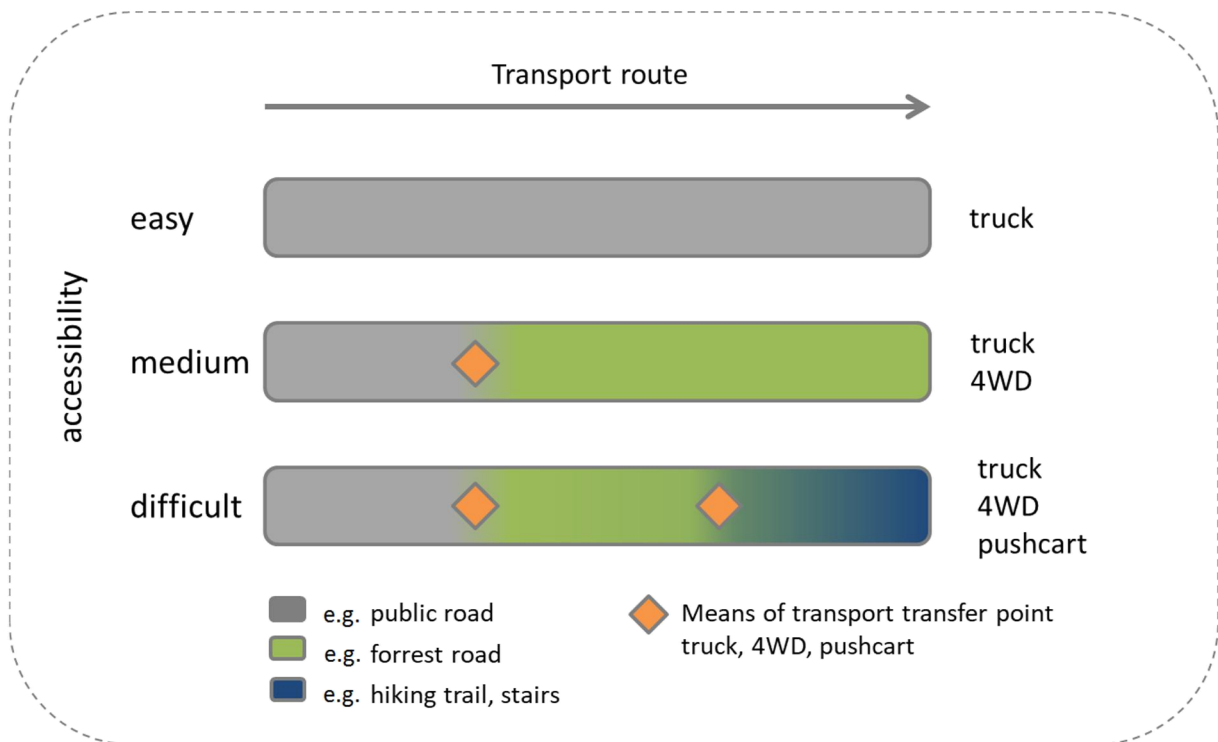 Transport route
accessibility
easy
truck
medium
truck
4WD
difficult
truck
4WD
pushcart
e.g. public road
e.g. forrest road
e.g. hiking trail, stairs
Means of transport transfer point
truck, 4WD, pushcart